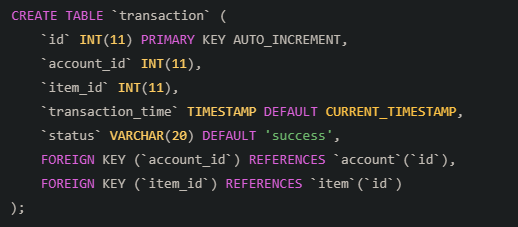 CREATE TABLE `transaction` (
    `id` INT(11) PRIMARY KEY AUTO_INCREMENT,
    `account_id` INT(11),
    `item_id` INT(11),
    `transaction_time` TIMESTAMP DEFAULT CURRENT_TIMESTAMP,
    `status` VARCHAR(20) DEFAULT 'success',
    FOREIGN KEY (`account_id`) REFERENCES `account`(`id`),
    FOREIGN KEY (`item_id`) REFERENCES `item`(`id`)
);